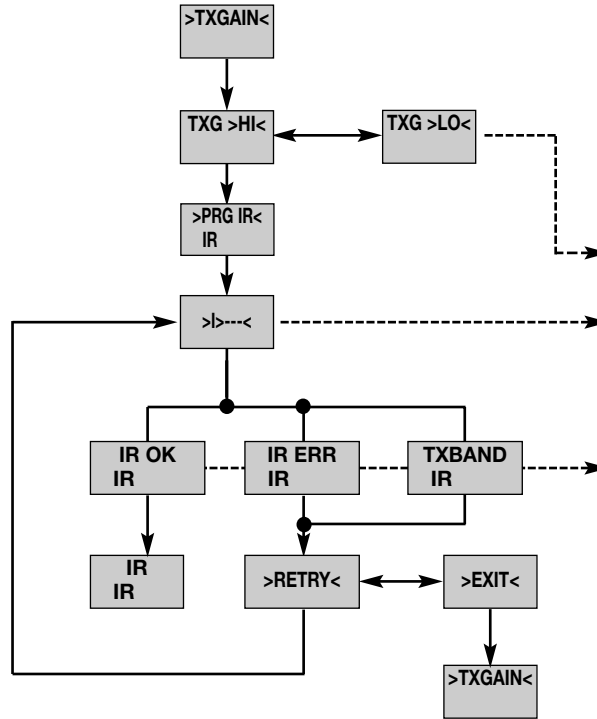 >TXGAIN<
TXG >HI<
TXG >LO<
>PRG IR<
IR
>I>----<
IR OK
IR
IR ERR
IR
TXBAND
IR
IR
IR
>RETRY<
>EXIT<
>TXGAIN<